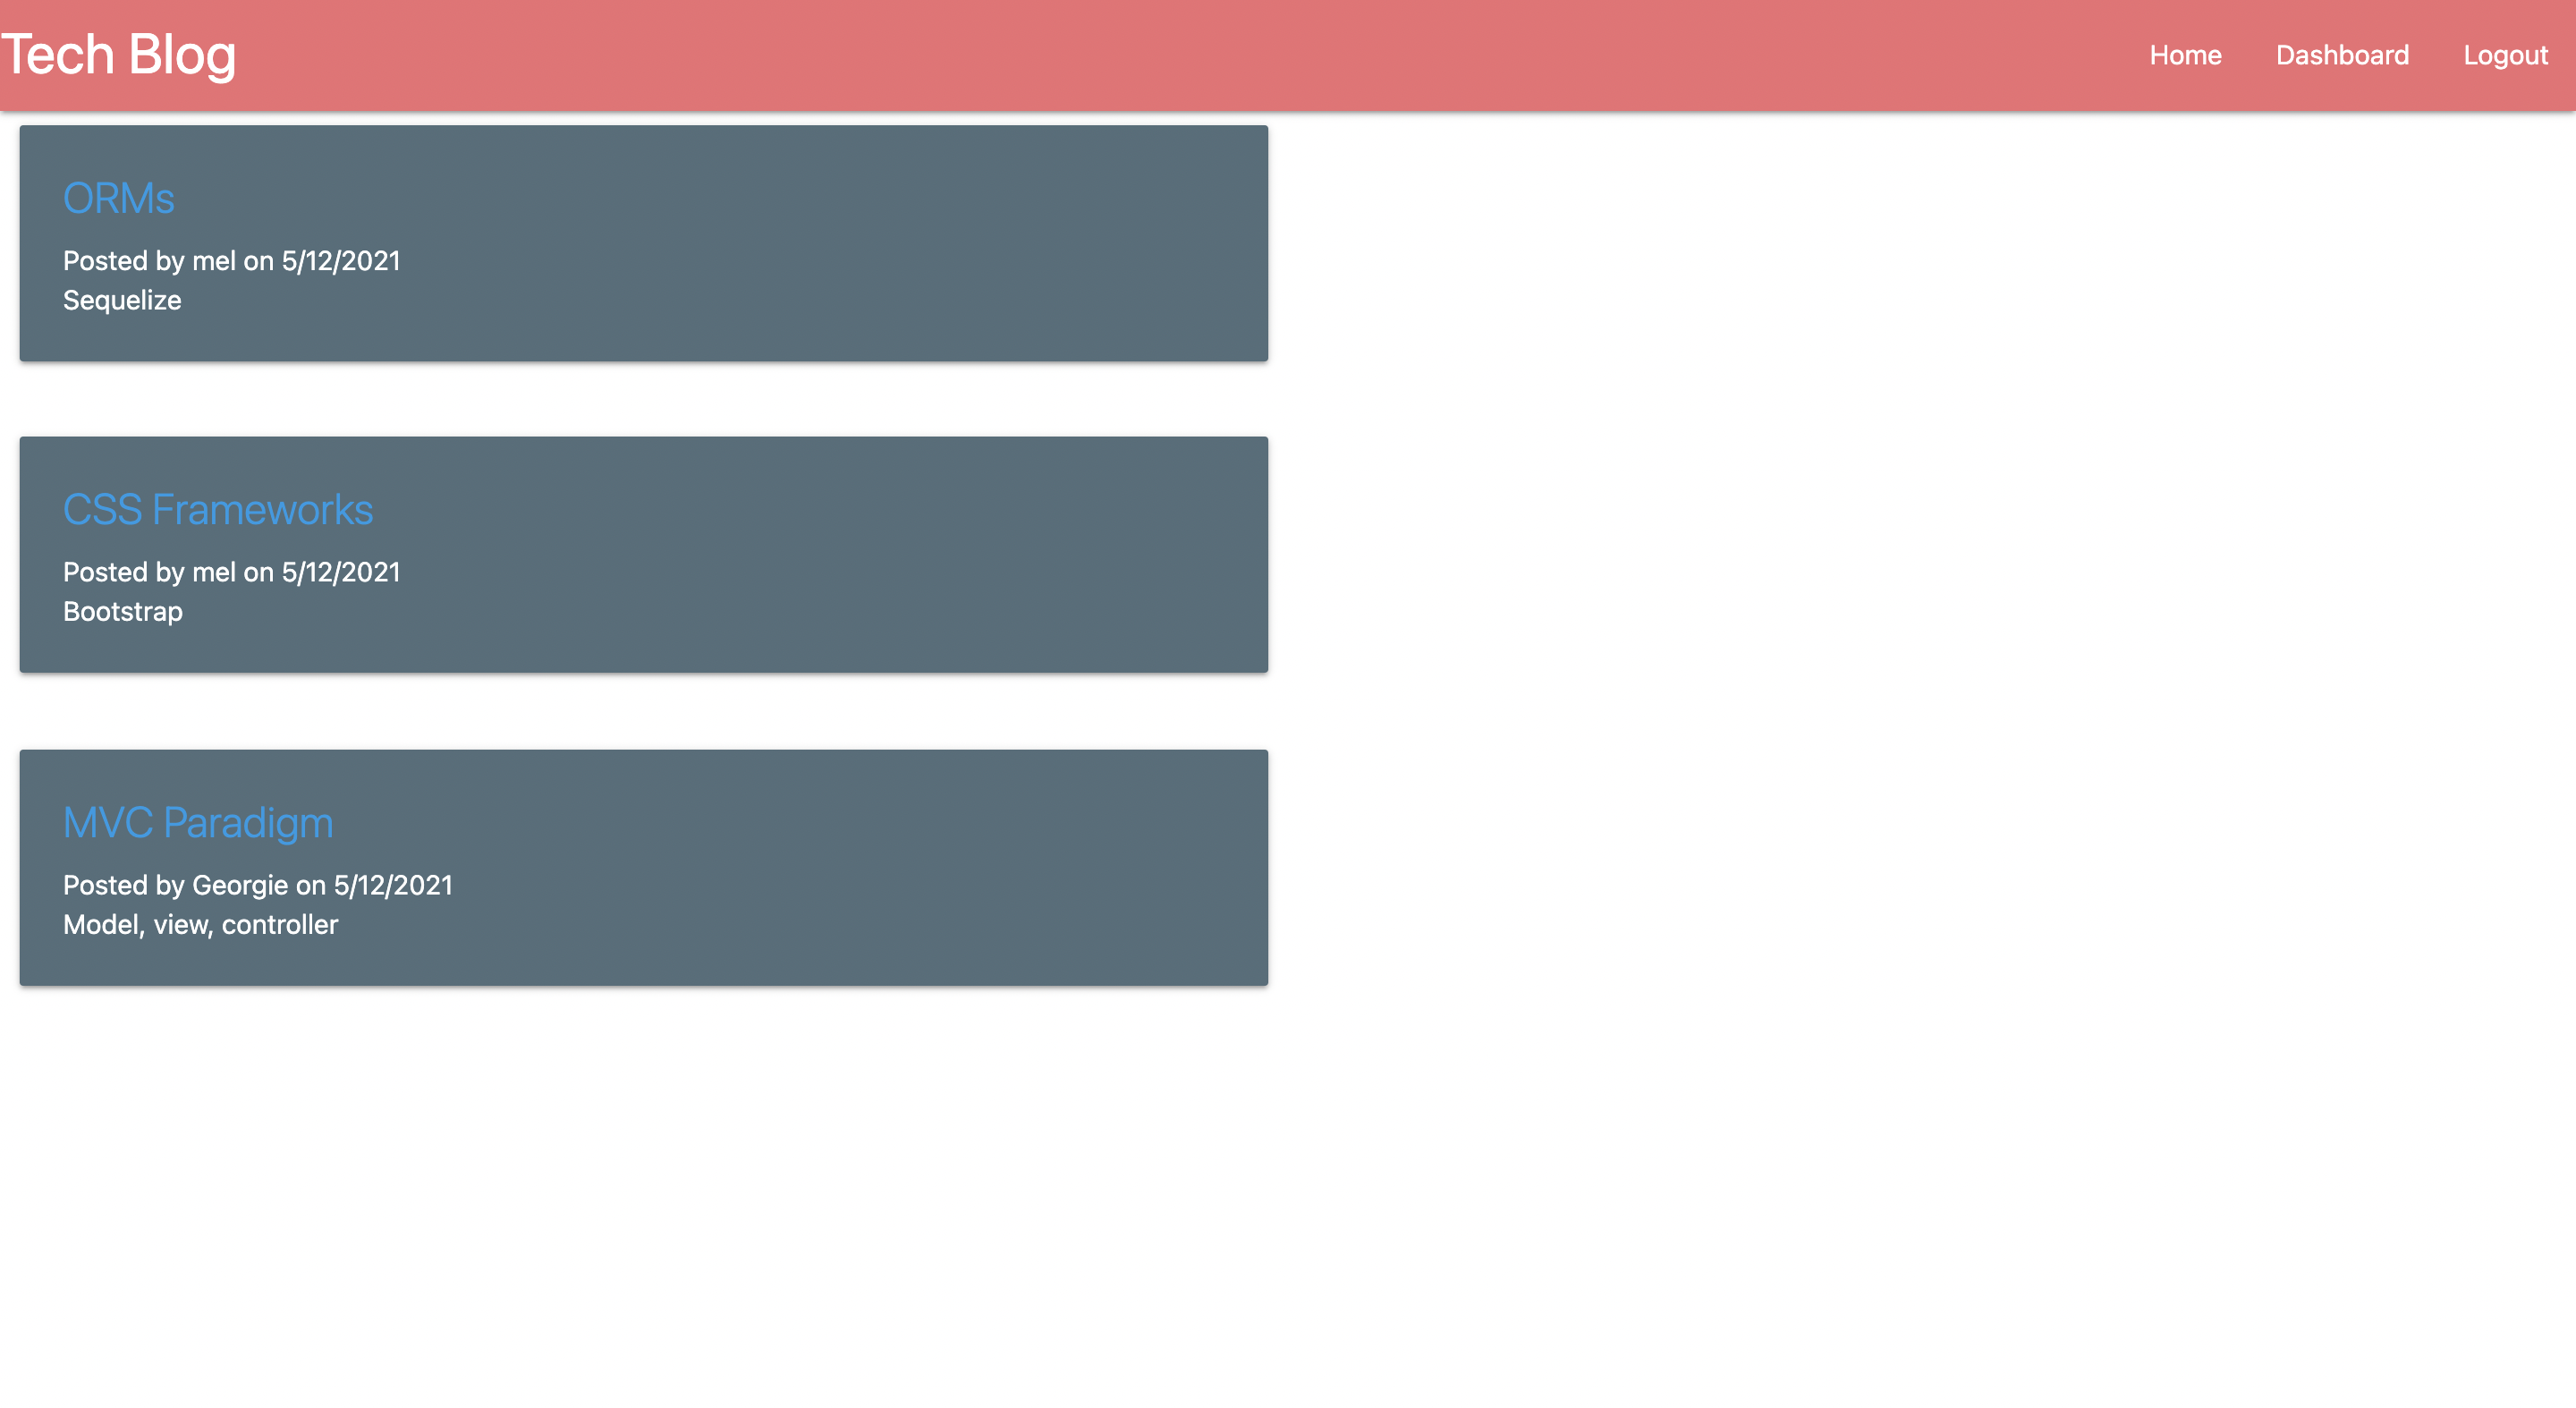 Tech Blog
Home Dashboard Logout
ORMs
Posted by mel on 5/12/2021
Sequelize
CSS Frameworks
Posted by mel on 5/12/2021
Bootstrap
MVC Paradigm
Posted by Georgie on 5/12/2021
Model, view, controller